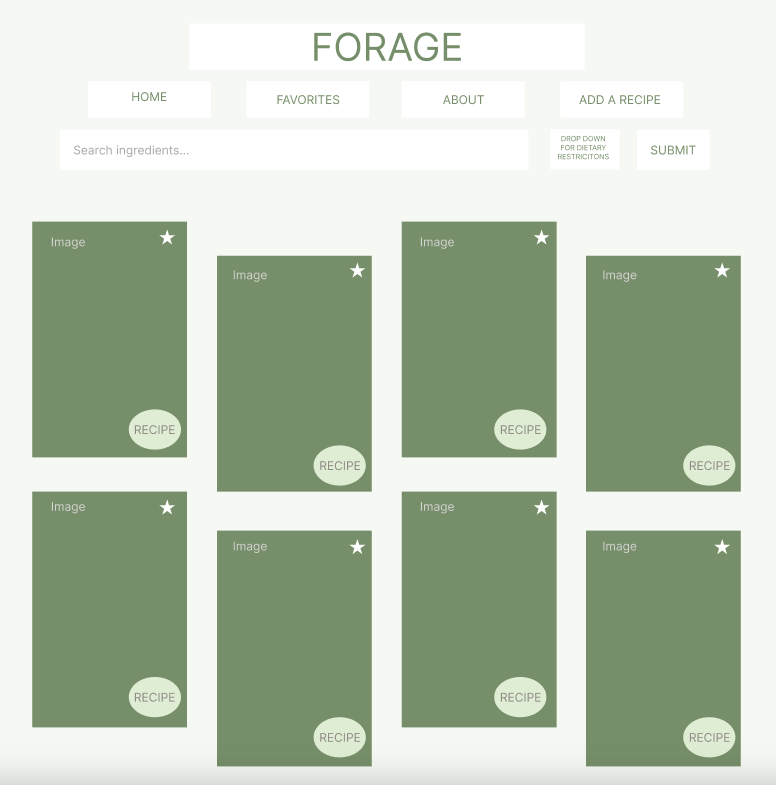 FORAGE
HOME
FAVORITES
ABOUT
ADD A RECIPE
Search ingredients...
DROP DOWN
FOR DIETARY
RESTRICITONS
SUBMIT
Image
Image
Image
Image
RECIPE
RECIPE
RECIPE
RECIPE
Image
Image
Image
Image
RECIPE
RECIPE
RECIPE
RECIPE